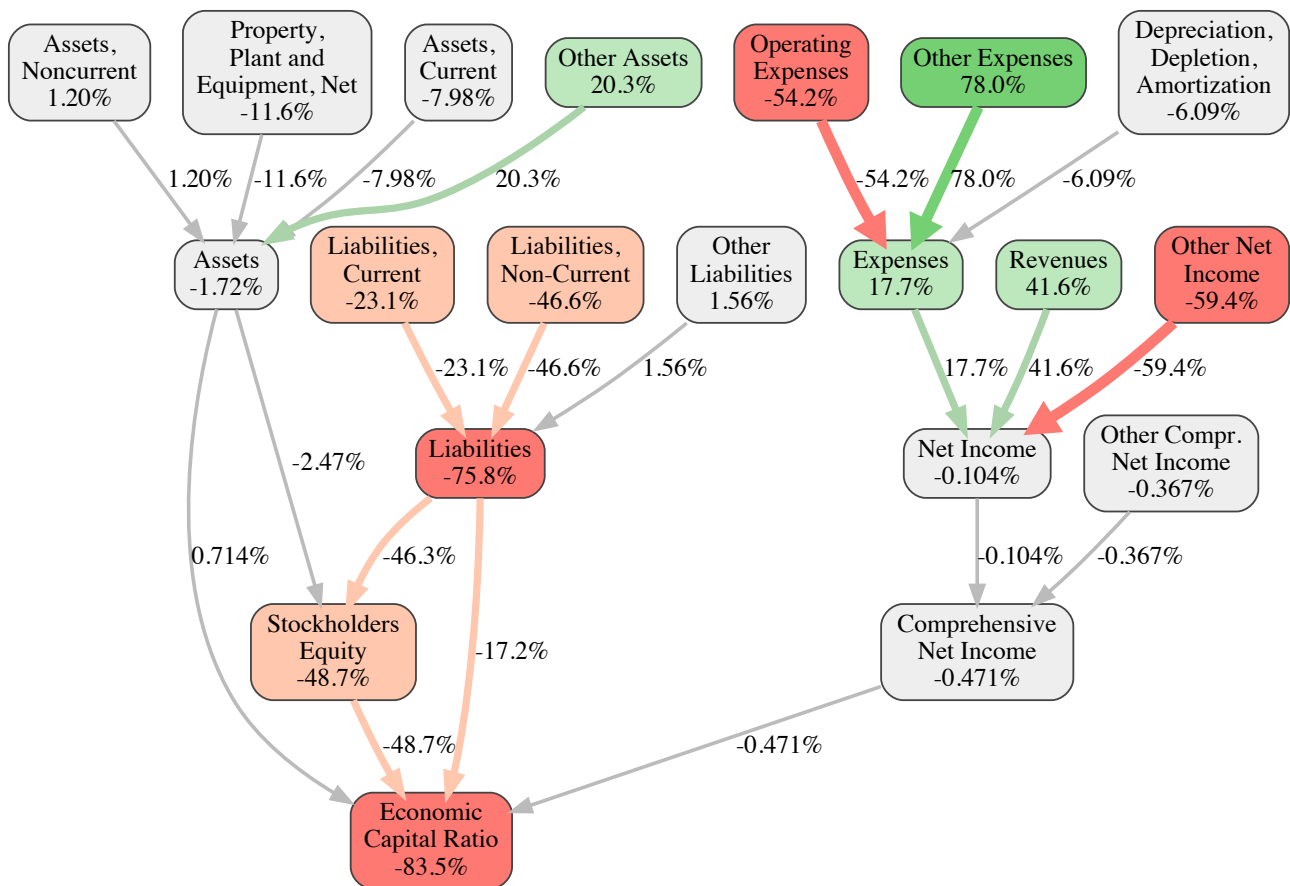 Assets,
Noncurrent
1.20%
Property,
Plant and
Equipment, Net
-11.6%
Assets,
Current
-7.98%
Other Assets
20.3%
Operating
Expenses
-54.2%
Other Expenses
78.0%
Depreciation,
Depletion,
Amortization
-6.09%
1.20%
-11.6%
-7.98%
20.3%
-54.2%
78.0%
-6.09%
Assets
-1.72%
Liabilities,
Current
-23.1%
Liabilities,
Non-Current
-46.6%
Other
Liabilities
1.56%
Expenses
17.7%
Revenues
41.6%
Other Net
Income
-59.4%
-23.1%
-46.6%
1.56%
17.7%
41.6%
-59.4%
-2.47%
Liabilities
-75.8%
Net Income
-0.104%
Other Compr.
Net Income
-0.367%
0.714%
-46.3%
-0.104%
-0.367%
Stockholders
Equity
-48.7%
-17.2%
Comprehensive
Net Income
-0.471%
-48.7%
-0.471%
Economic
Capital Ratio
-83.5%